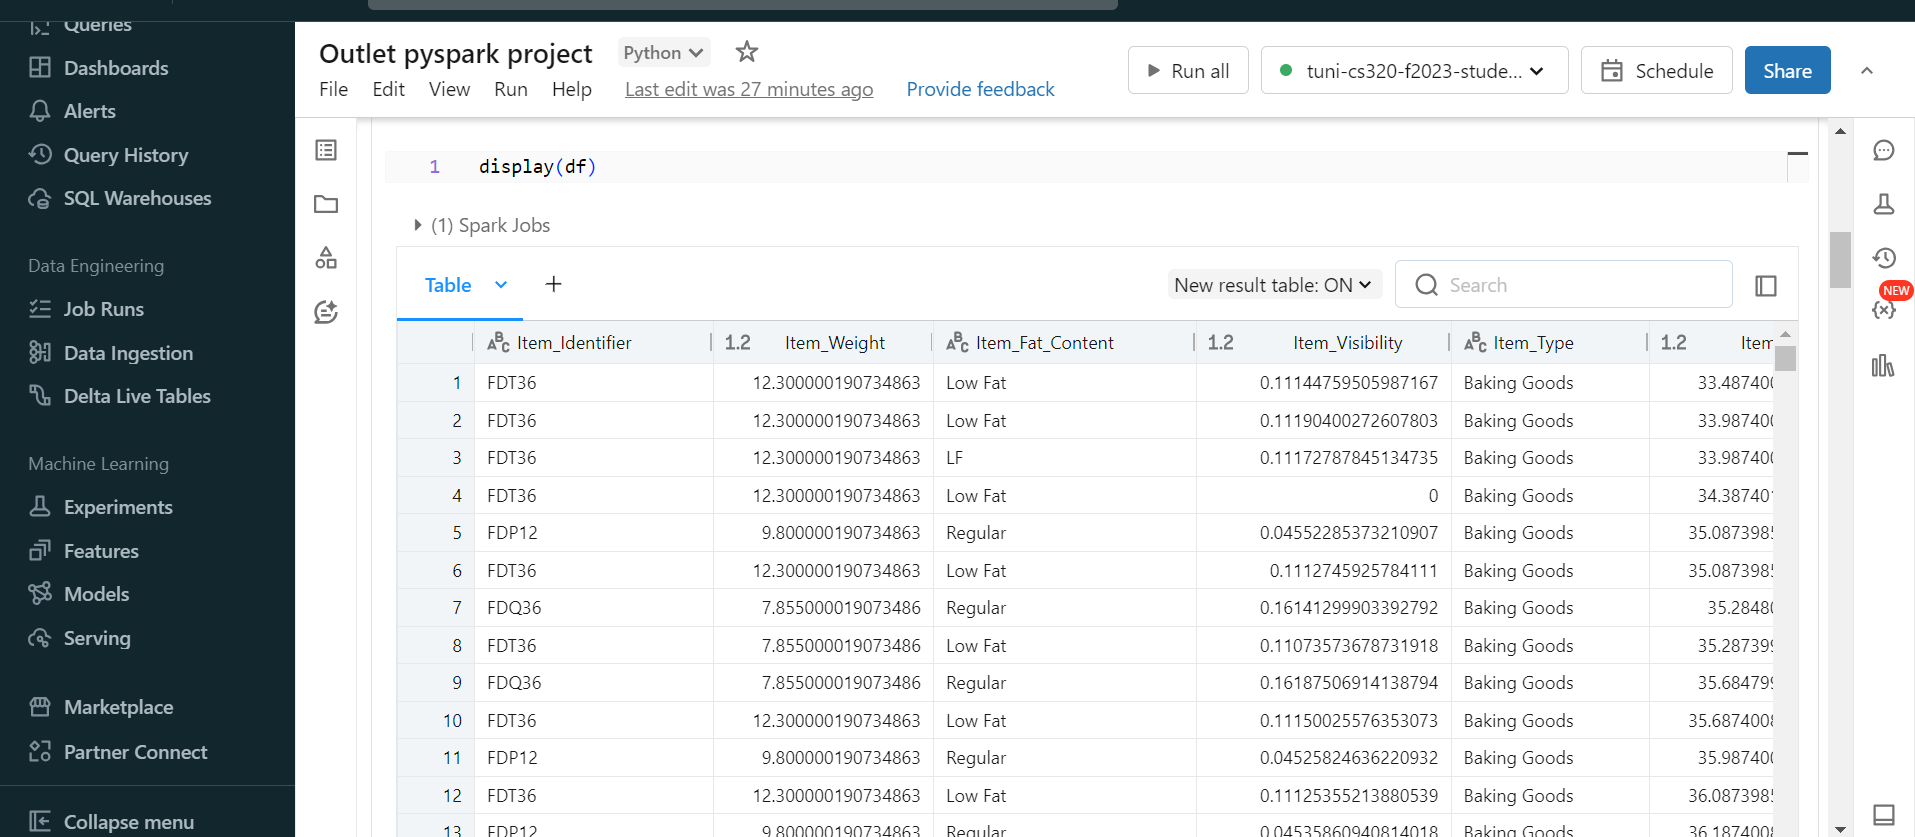 Queries
Dashboards
Alerts
Query History
SQL Warehouses
Data Engineering
Job Runs
Data Ingestion
Delta Live Tables
Machine Learning
Experiments
Features
Models
Serving
Marketplace
Partner Connect
Collapse menu
Outlet pyspark project Python
File Edit View Run Help Last edit was 27 minutes ago Provide feedback
Run all tuni-cs320-f2023-stude... Schedule Share
1 display(df)
(1) Spark Jobs
Table + New result table: ON Search
NEW
Item_Identifier 1.2 Item_Weight Item_Fat_Content 1.2 Item_Visibility Item_Type 1.2 Item
1 FDT36 12.300000190734863 Low Fat 0.11144759505987167 Baking Goods 33.487400
2 FDT36 12.300000190734863 Low Fat 0.11190400272607803 Baking Goods 33.987400
3 FDT36 12.300000190734863 LF 0.11172787845134735 Baking Goods 33.987400
4 FDT36 12.300000190734863 Low Fat 0 Baking Goods 34.38740
5 FDP12 9.800000190734863 Regular 0.04552285373210907 Baking Goods 35.087398
6 FDT36 12.300000190734863 Low Fat 0.1112745925784111 Baking Goods 35.087398
7 FDQ36 7.855000019073486 Regular 0.16141299903392792 Baking Goods 35.2848
8 FDT36 7.855000019073486 Low Fat 0.11073573678731918 Baking Goods 35.28739
9 FDQ36 7.855000019073486 Regular 0.16187506914138794 Baking Goods 35.68479
10 FDT36 12.300000190734863 Low Fat 0.11150025576353073 Baking Goods 35.687400
11 FDP12 9.800000190734863 Regular 0.04525824636220932 Baking Goods 35.98740
12 FDT36 12.300000190734863 Low Fat 0.11125355213880539 Baking Goods 36.087398
13 FDP12 9.800000190734863 Regular 0.04535860940814018 Baking Goods 36.187400